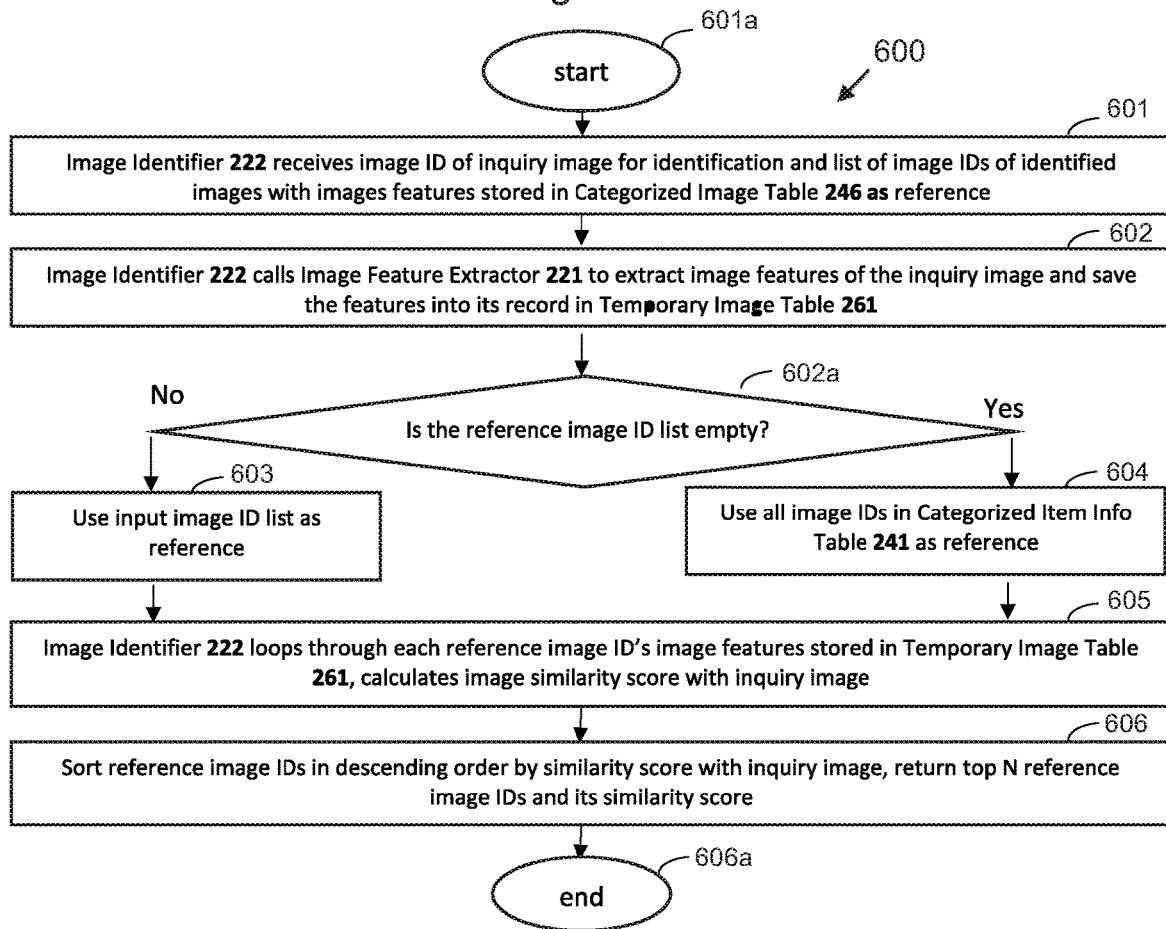 601a
start
600
601
Image Identifier 222 receives image ID of inquiry image for identification and list of image IDs of identified
images with images features stored in Categorized Image Table 246 as reference
602
Image Identifier 222 calls Image Feature Extractor 221 to extract image features of the inquiry image and save
the features into its record in Temporary Image Table 261
602a
No
Yes
Is the reference image ID list empty?
603
604
Use input image ID list as
reference
Use all image IDs in Categorized Item Info
Table 241 as reference
605
Image Identifier 222 loops through each reference image ID's image features stored in Temporary Image Table
261, calculates image similarity score with inquiry image
606
Sort reference image IDs in descending order by similarity score with inquiry image, return top N reference
image IDs and its similarity score
606a
end